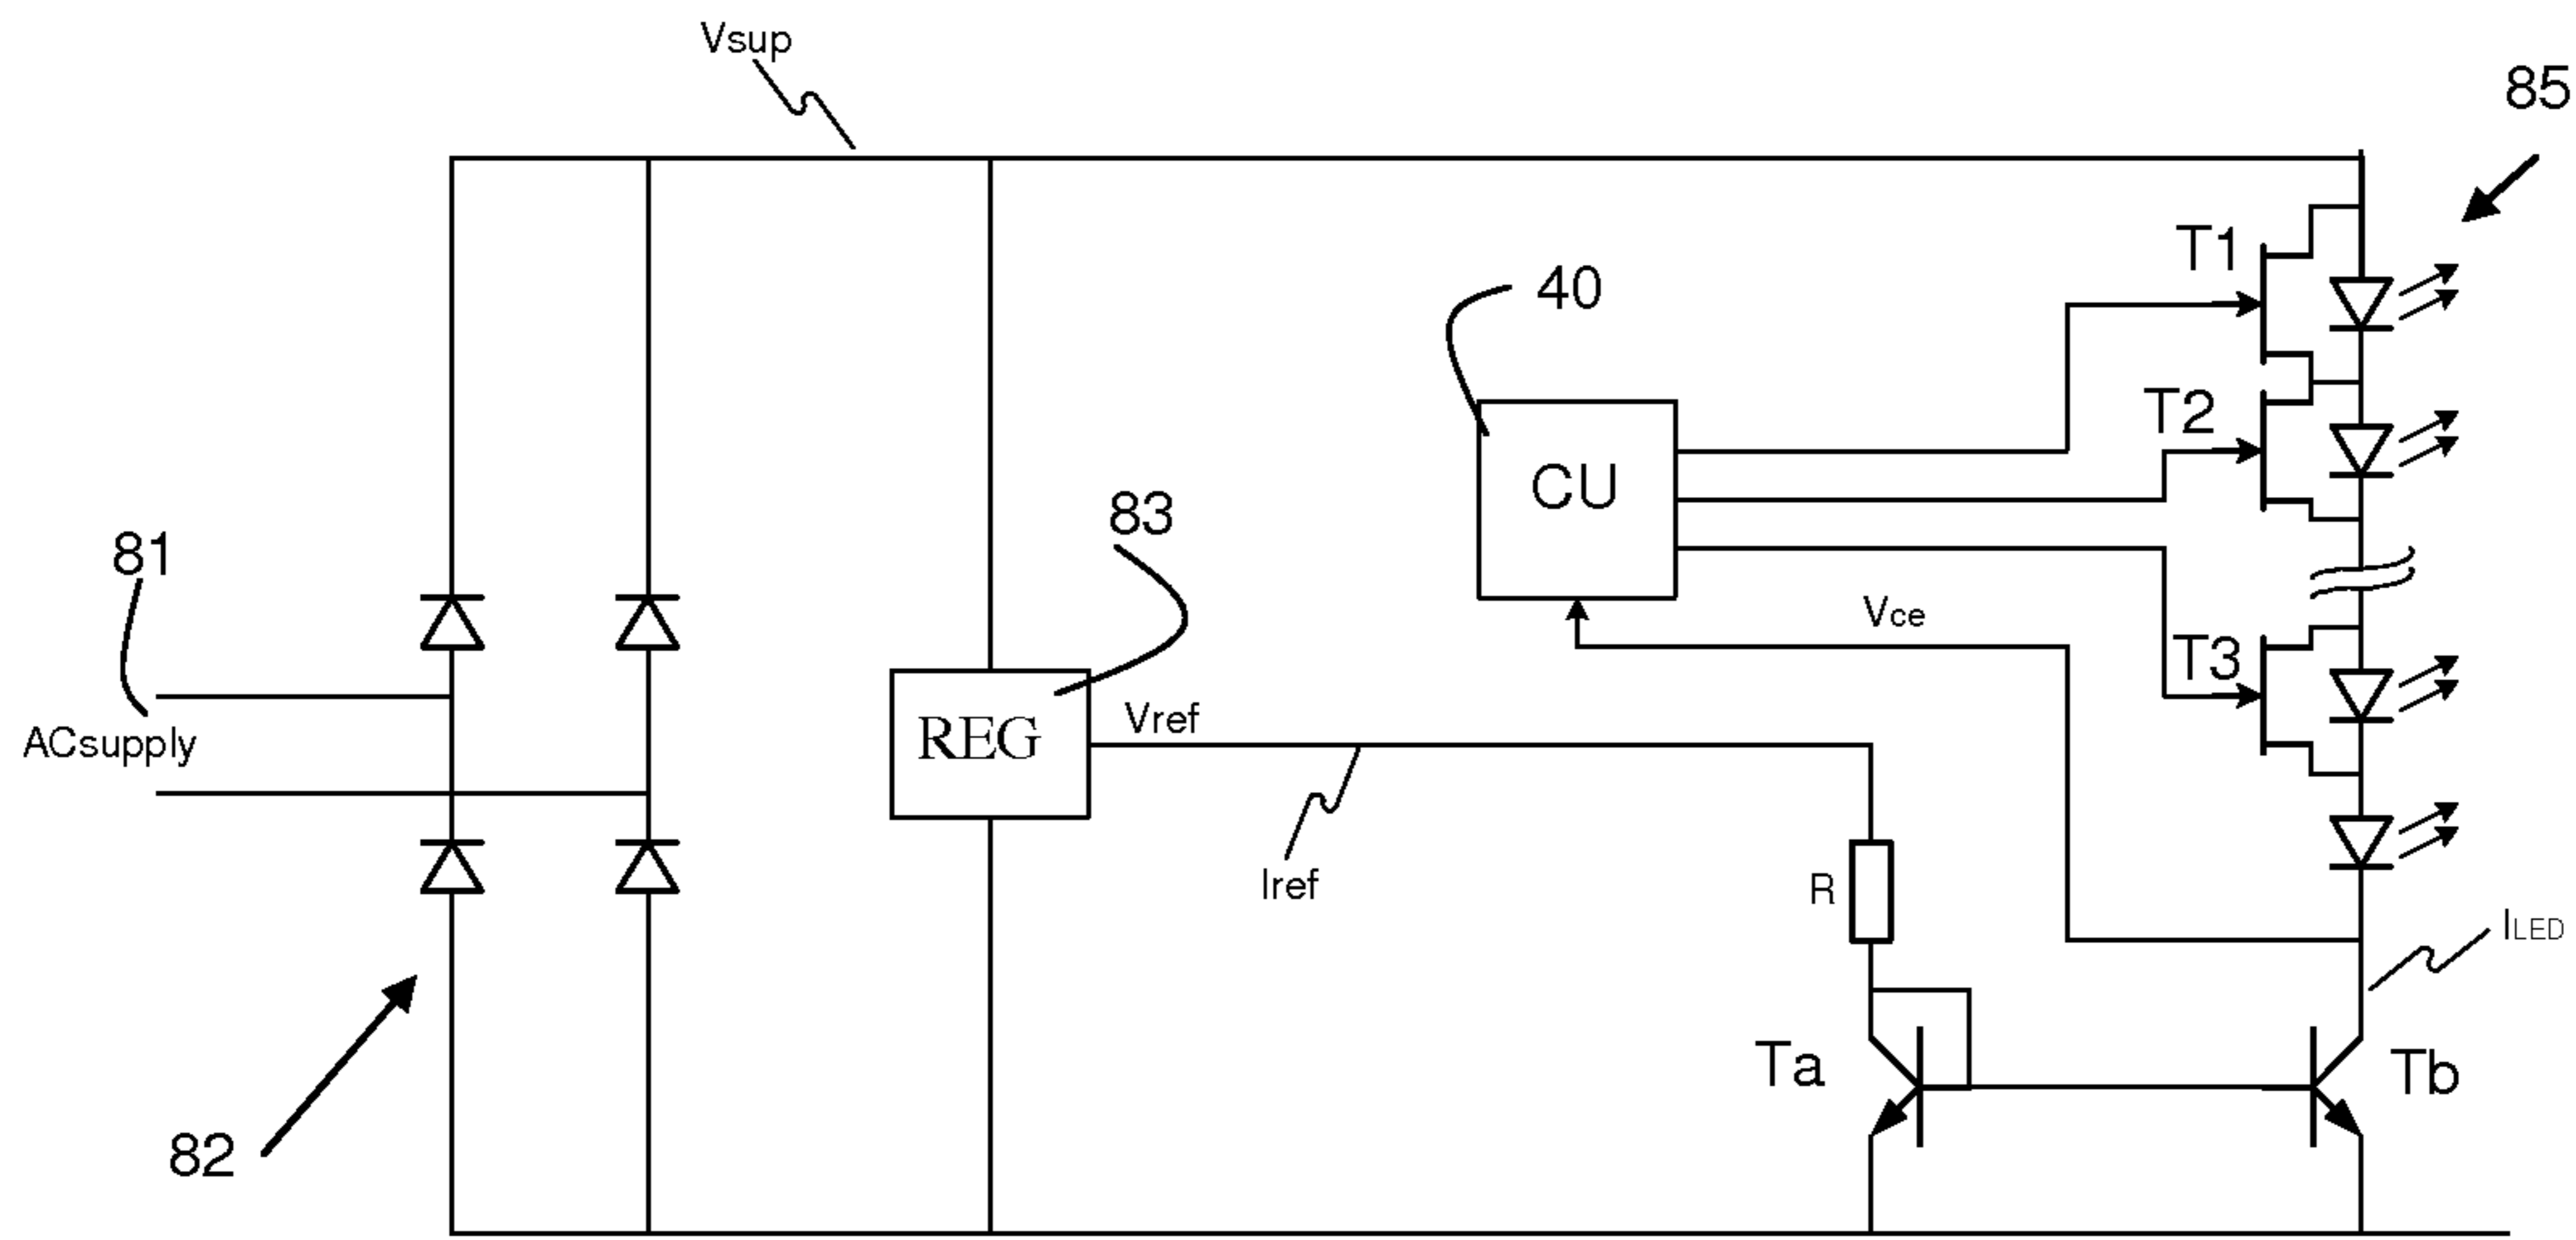 Vsup
85
T1
40
T2
CU
83
81
Vce
T3
Vref
REG
ACsupply
R
Iref
ILED
Ta
Tb
82